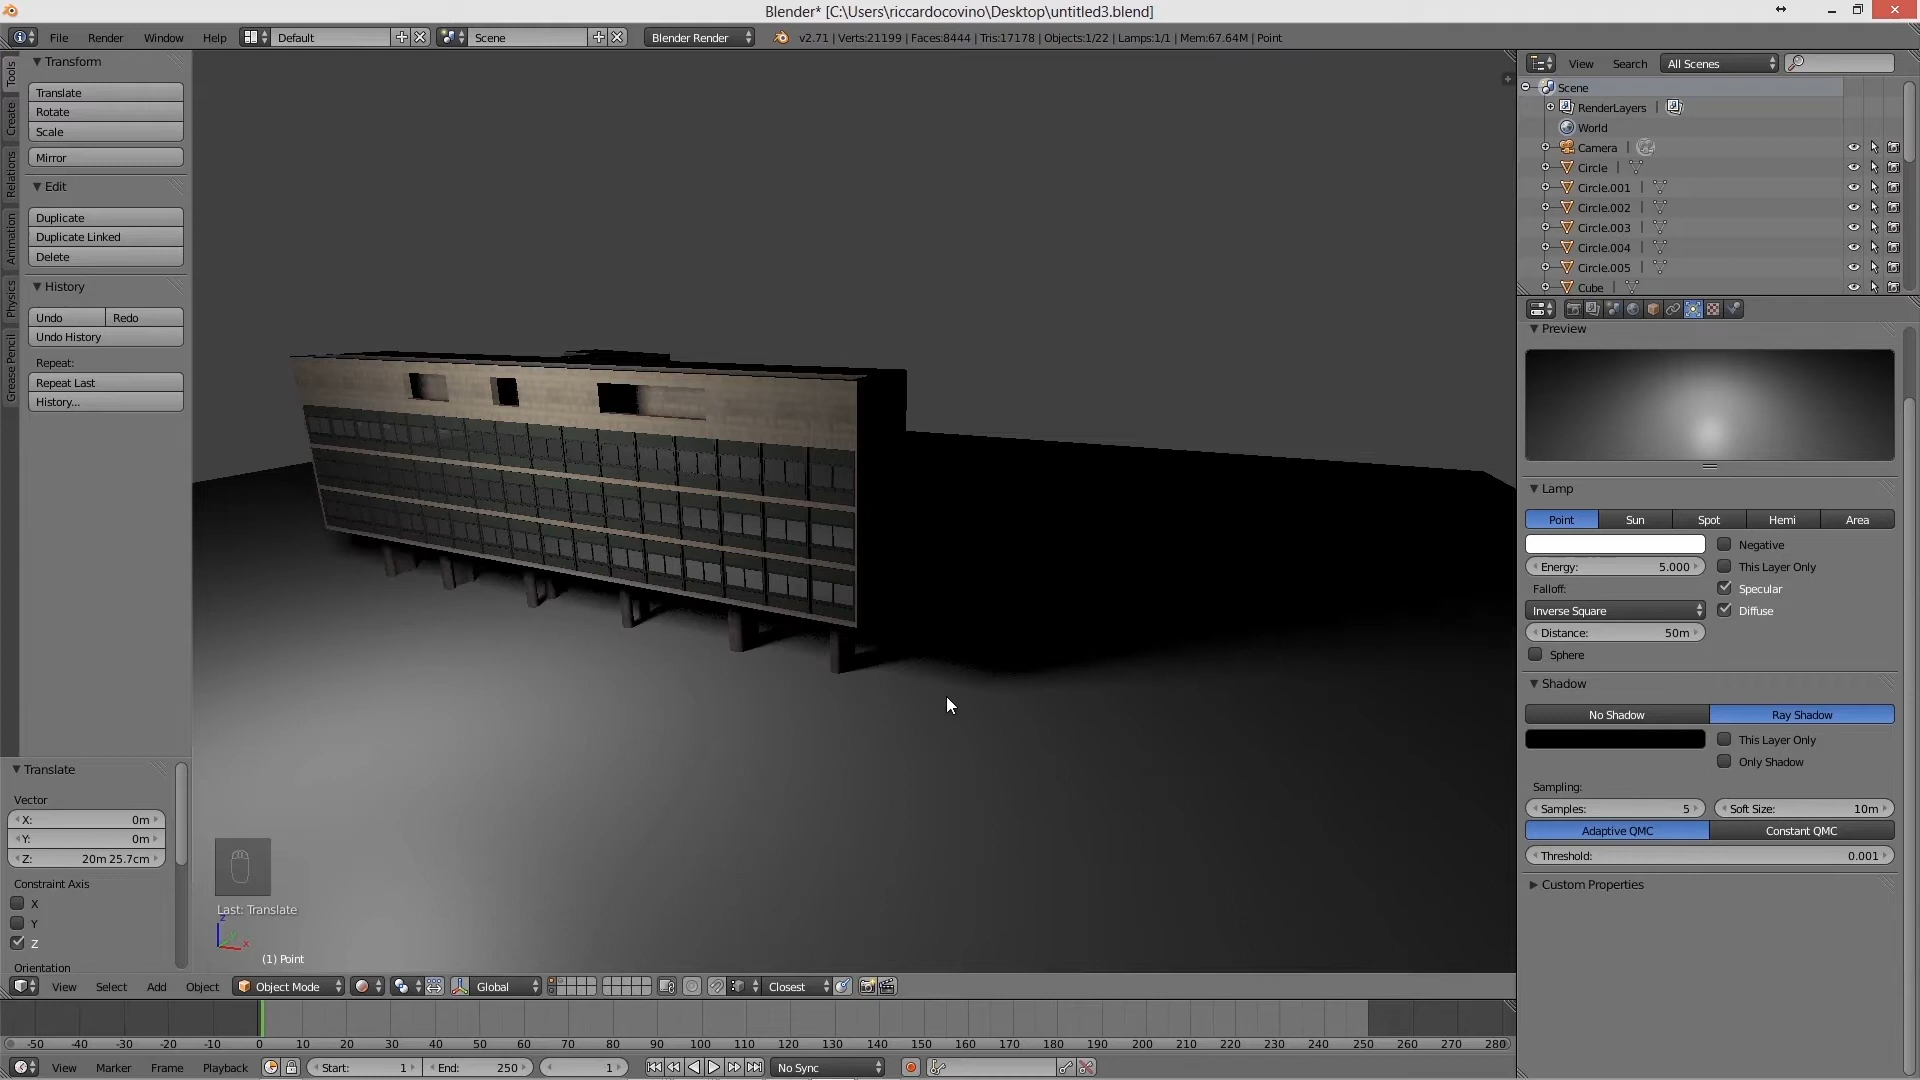 Blender* [C:\Users\riccardocovino\Desktop\untitled3.blend]
File Render Window Help Default Scene Blender Render v2.71 | Verts:21199 | Faces:8444 | Tris:17178 | Objects:1/22 | Lamps:1/1 | Mem:67.64M | Point
Tools
Create
Relations
Animation
Physics
Grease Pencil
Transform
Translate
Rotate
Scale
Mirror
Edit
Duplicate
Duplicate Linked
Delete
History
Undo Redo
Undo History
Repeat:
Repeat Last
History...
Translate
Vector
X: 0m
Y: 0m
Z: 20m 25.7cm
Constraint Axis
X
Y
Z
Orientation
Last: Translate
z
y
x
(1) Point
View Search All Scenes
Scene
RenderLayers |
World
Camera |
Circle |
Circle.001 |
Circle.002 |
Circle.003 |
Circle.004 |
Circle.005 |
Cube |
Preview
Lamp
Point Sun Spot Hemi Area
Negative
Energy: 5.000 This Layer Only
Falloff: Specular
Inverse Square Diffuse
Distance: 50m
Sphere
Shadow
No Shadow Ray Shadow
This Layer Only
Only Shadow
Sampling:
Samples: 5 Soft Size: 10m
Adaptive QMC Constant QMC
Threshold: 0.001
Custom Properties
View Select Add Object Object Mode Global Closest
-50 -40 -30 -20 -10 0 10 20 30 40 50 60 70 80 90 100 110 120 130 140 150 160 170 180 190 200 210 220 230 240 250 260 270 280
View Marker Frame Playback Start: 1 End: 250 1 No Sync